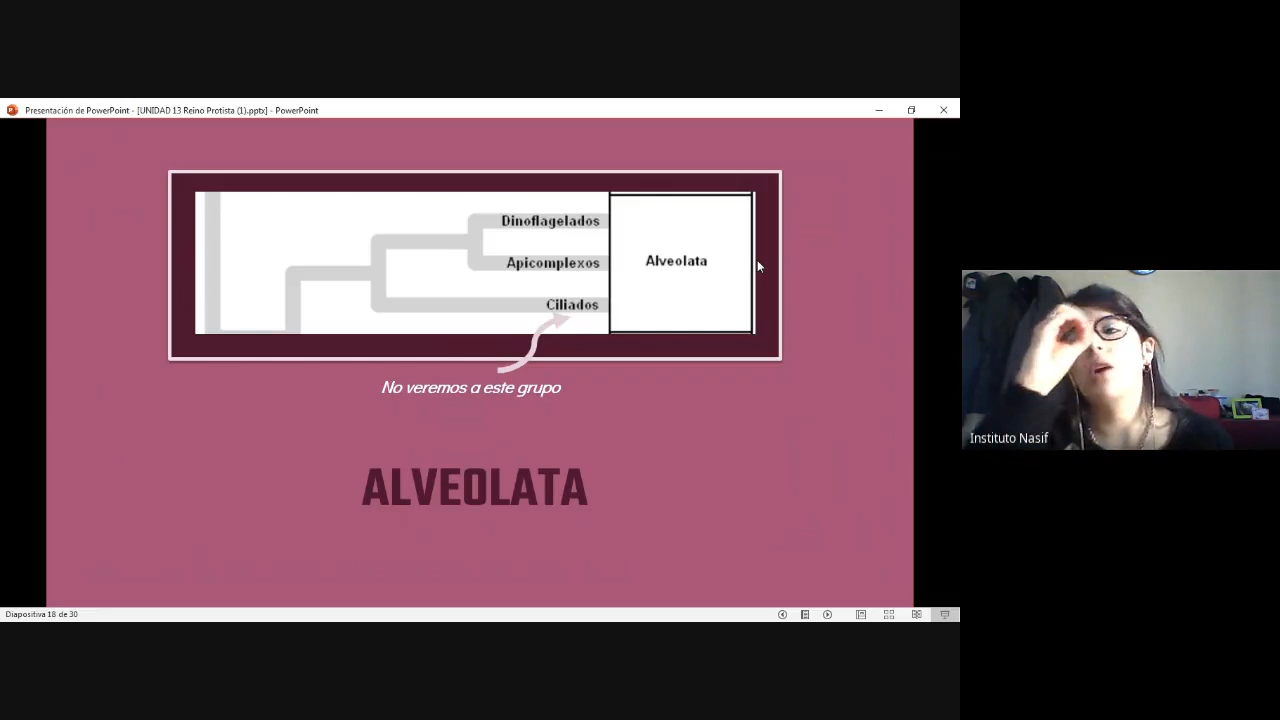 Presentación de PowerPoint - [UNIDAD 13 Reino Protista (1).pptx] - PowerPoint
Dinoflagelados
Apicomplexos
Alveolata
Ciliados
No veremos a este grupo
Instituto Nasif
ALVEOLATA
Diapositiva 18 de 30